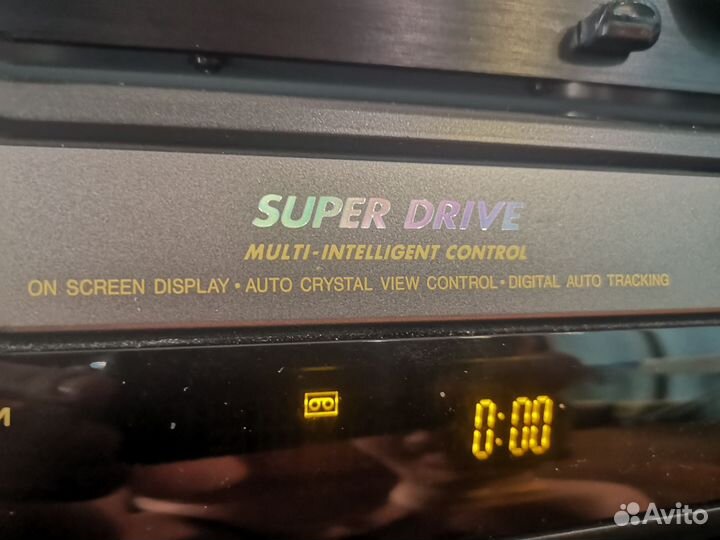 SUPER DRIVE
MULTI-INTELLIGENT CONTROL
ON SCREEN DISPLAY • AUTO CRYSTAL VIEW CONTROL • DIGITAL AUTO TRACKING
0:00
Avito